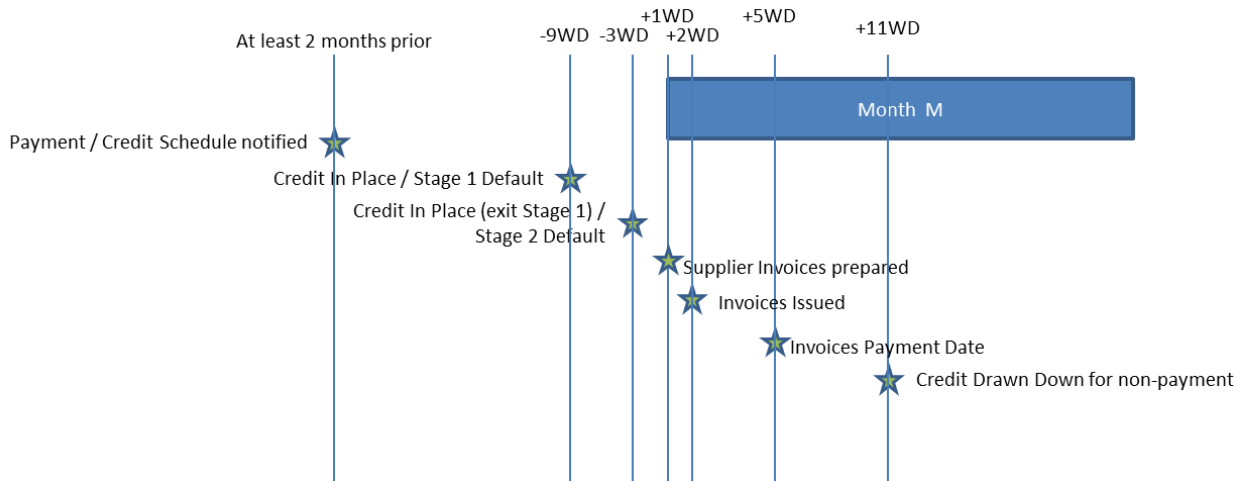 +1WD
+5WD
+11WD
At least 2 months prior
-9WD
-3WD
+2WD
Month M
Payment / Credit Schedule notified
Credit In Place / Stage 1 Default
Credit In Place (exit Stage 1) /
Stage 2 Default
Supplier Invoices prepared
Invoices Issued
Invoices Payment Date
Credit Drawn Down for non-payment